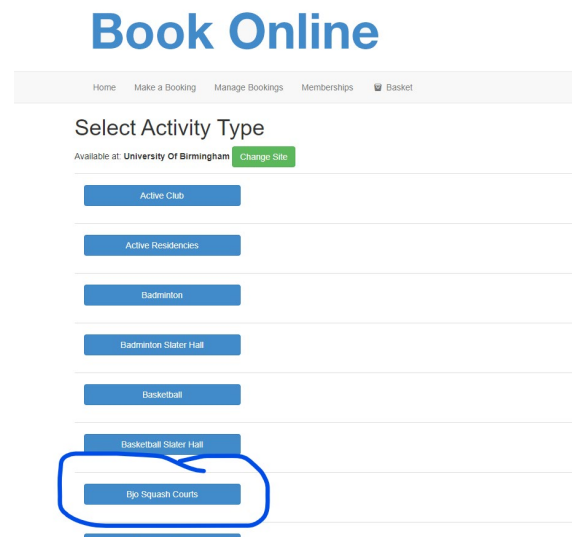 Book Online
Home Make a Booking Manage Bookings Memberships Basket
Select Activity Type
Available at: University Of Birmingham Change Site
Active Club
Active Residencies
Badminton
Badminton Slater Hall
Basketball
Basketball Slater Hall
Bjo Squash Courts